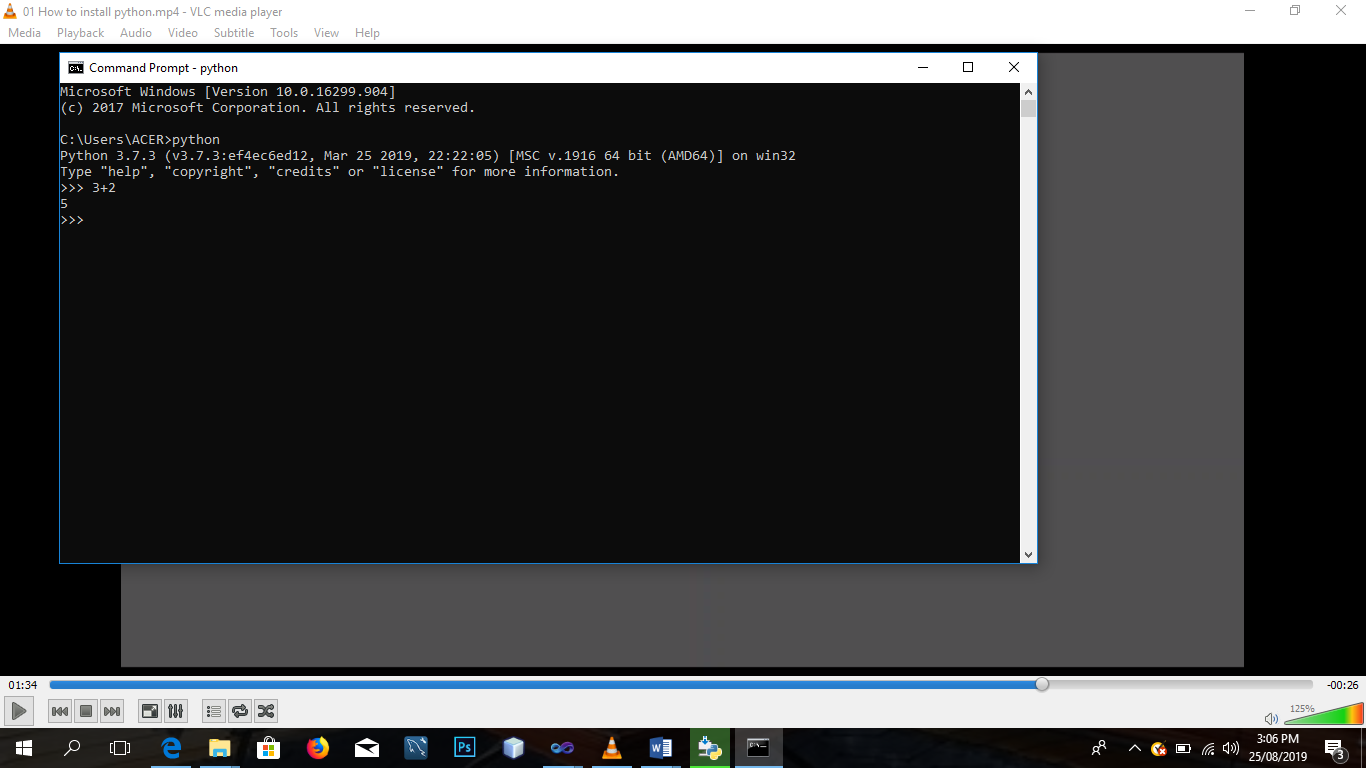 01 How to install python.mp4 - VLC media player
Media Playback Audio Video Subtitle Tools View Help
Command Prompt - python
Microsoft Windows [Version 10.0.16299.904]
(c) 2017 Microsoft Corporation. All rights reserved.
C:\Users\ACER>python
Python 3.7.3 (v3.7.3:ef4ec6ed12, Mar 25 2019, 22:22:05) [MSC v.1916 64 bit (AMD64)] on win32
Type "help", "copyright", "credits" or "license" for more information.
>>> 3+2
5
>>>
01:34
-00:26
125%
Ps
3:06 PM
25/08/2019
3